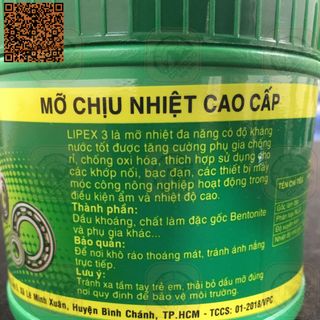 MỠ CHỊU NHIỆT CAO CẤP
LIPEX 3 là mỡ nhiệt đa năng có độ kháng
nước tốt được tăng cường phụ gia chống
rỉ, chống oxi hóa, thích hợp sử dụng cho
các khớp nối, bạc đạn, các thiết bị máy
móc công nông nghiệp hoạt động trong
điều kiện ẩm và nhiệt độ cao.
Thành phần:
Dầu khoáng, chất làm đặc gốc Bentonite
và phụ gia khác...
Bảo quản:
Để nơi khô ráo thoáng mát, tránh ánh nắng
trực tiếp.
Lưu ý:
Tránh xa tầm tay trẻ em, thải bỏ dầu mỡ đúng
nơi quy định để bảo vệ môi trường.
TÊN CHỈ TIÊU
Lê Minh Xuân, Huyện Bình Chánh, TP.HCM - TCCS: 01-2018/VPC